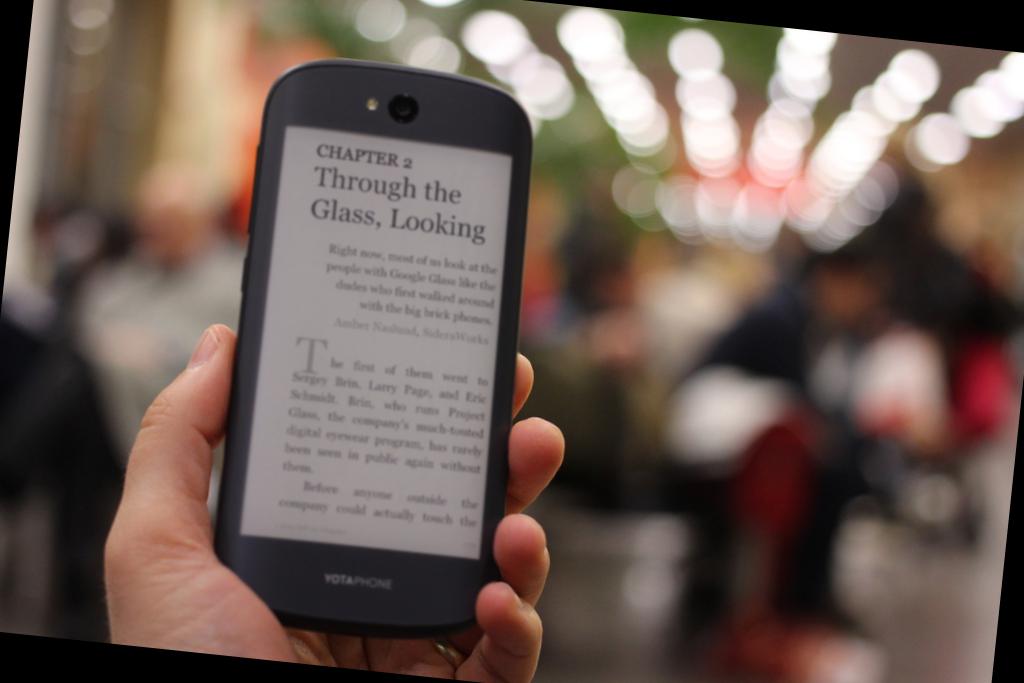 CHAPTER 2
Through the
Glass, Looking
Right now, most of us look at the
people with Google Glass like the
dudes who first walked around
with the big brick phones.
Amber Naslund, SideraWorks
The first of them went to
Sergey Brin, Larry Page, and Eric
Schmidt. Brin, who runs Project
Glass, the company's much-touted
digital eyewear program, has rarely
been seen in public again without
them.
Before anyone outside the
company could actually touch the
YOTAPHONE